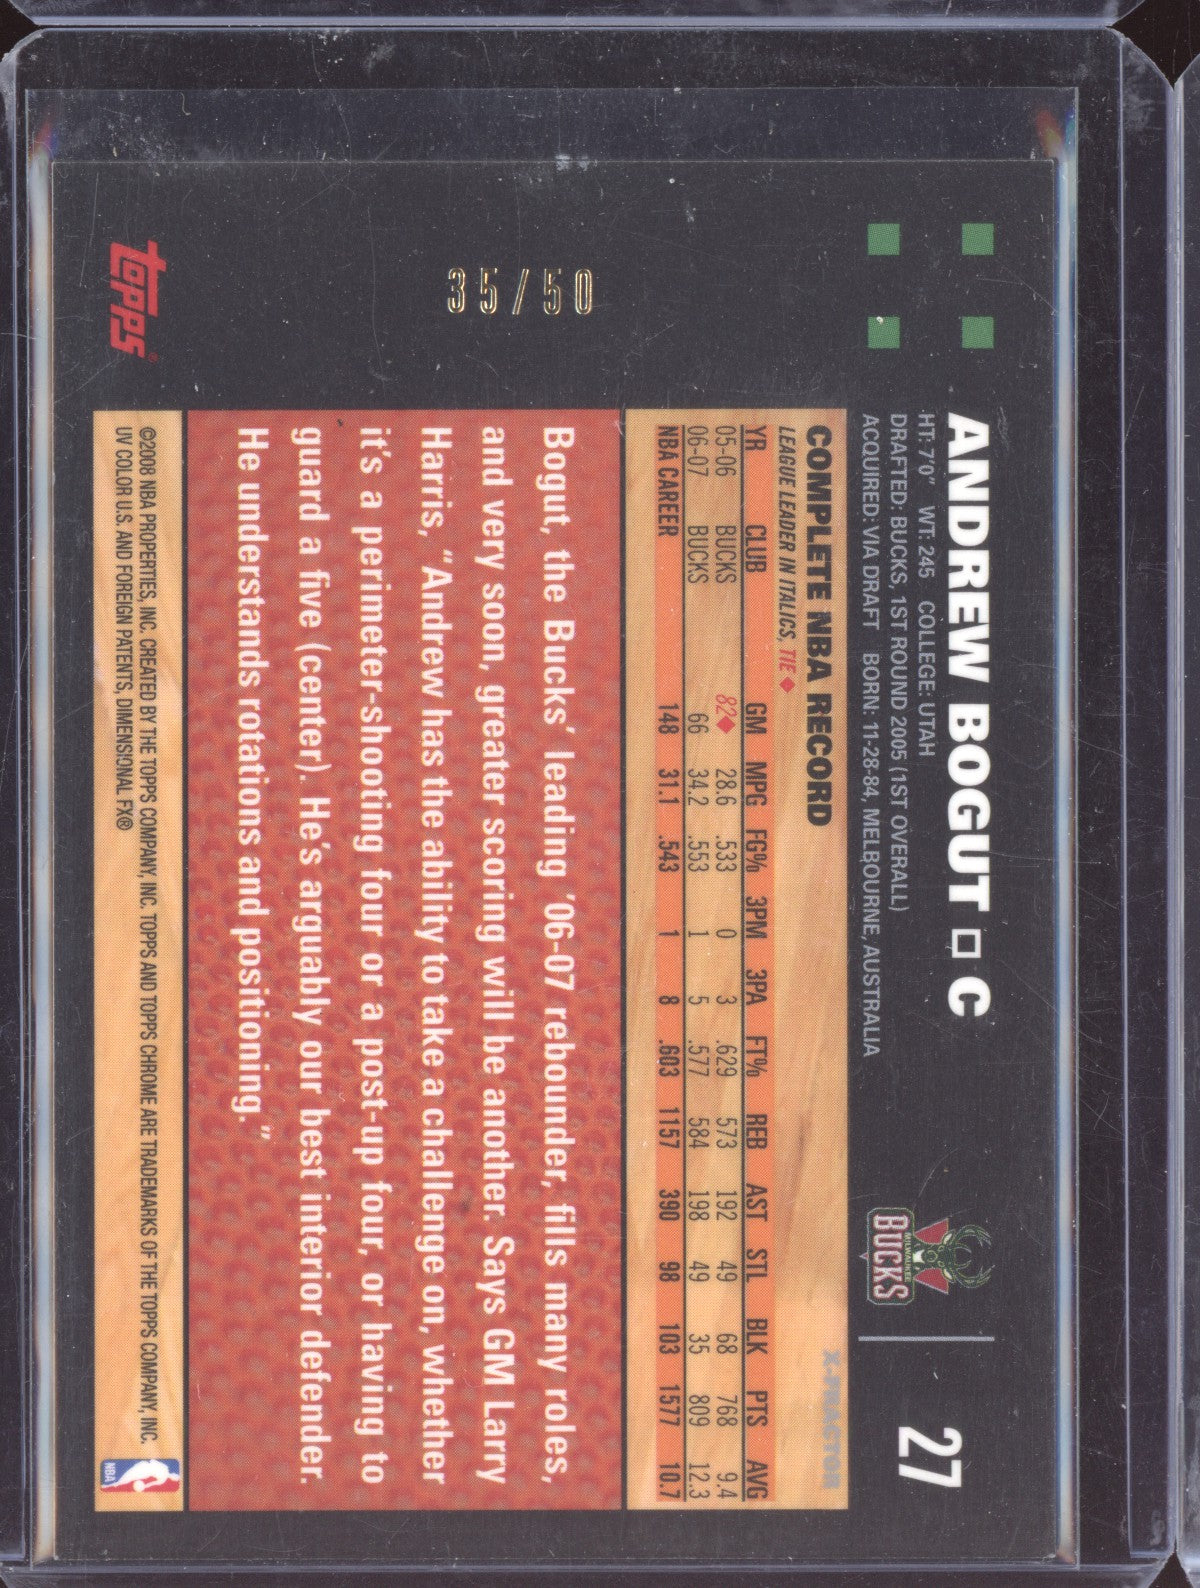 ANDREW BOGUT □ C
27
HT: 7'0" WT: 245 COLLEGE: UTAH
DRAFTED: BUCKS, 1ST ROUND 2005 (1ST OVERALL)
ACQUIRED: VIA DRAFT BORN: 11-28-84, MELBOURNE, AUSTRALIA
MILWAUKEE
BUCKS
X-FRACTOR
COMPLETE NBA RECORD
LEAGUE LEADER IN ITALICS, TIE ♦
YR CLUB GM MPG FG% 3PM 3PA FT% REB AST STL BLK PTS AVG
05-06 BUCKS 82♦ 28.6 .533 0 3 .629 573 192 49 68 768 9.4
06-07 BUCKS 66 34.2 .553 1 5 .577 584 198 49 35 809 12.3
NBA CAREER 148 31.1 .543 1 8 .603 1157 390 98 103 1577 10.7
35/50
Bogut, the Bucks' leading '06-07 rebounder, fills many roles,
and very soon, greater scoring will be another. Says GM Larry
Harris, "Andrew has the ability to take a challenge on, whether
it's a perimeter-shooting four or a post-up four, or having to
guard a five (center). He's arguably our best interior defender.
He understands rotations and positioning."
topps®
©2008 NBA PROPERTIES, INC. CREATED BY THE TOPPS COMPANY, INC. TOPPS AND TOPPS CHROME ARE TRADEMARKS OF THE TOPPS COMPANY, INC.
UV COLOR U.S. AND FOREIGN PATENTS, DIMENSIONAL FX®
NBA